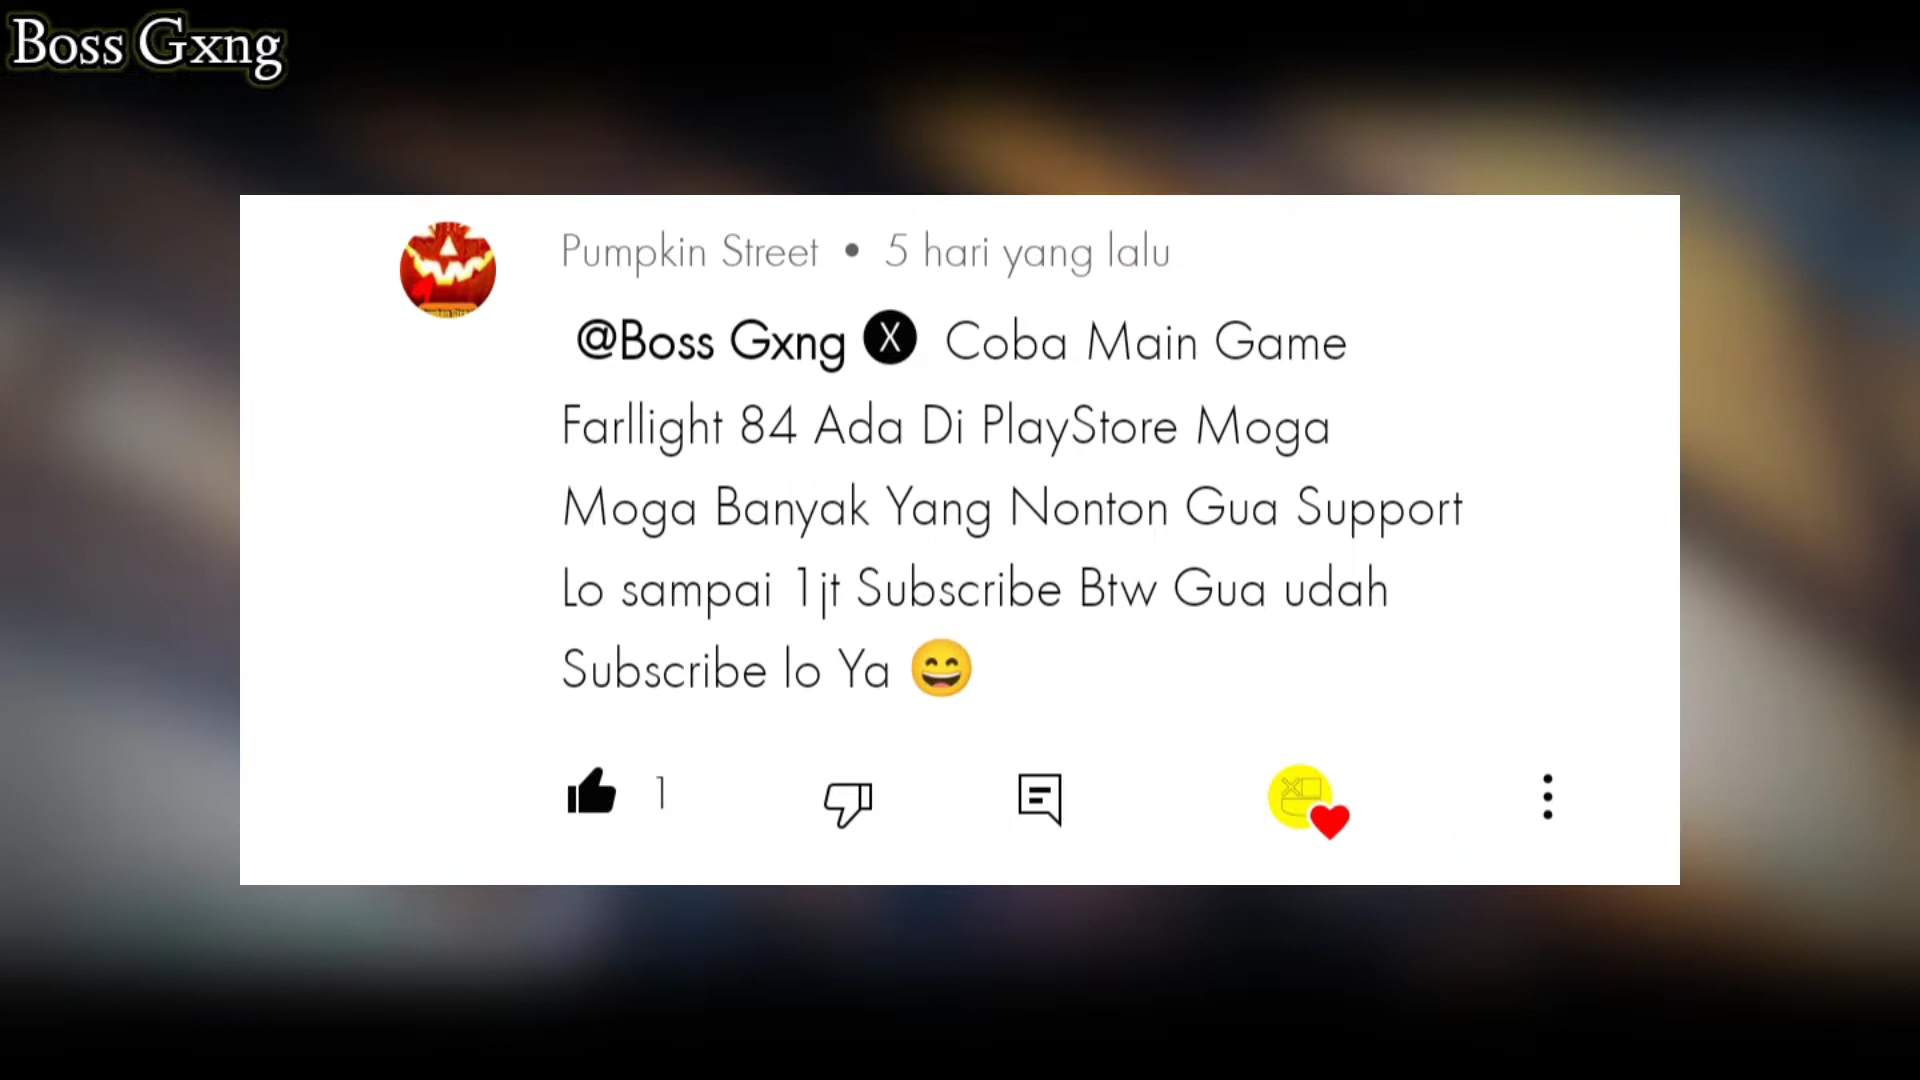 Boss Gxng
Pumpkin Street • 5 hari yang lalu
@Boss Gxng X Coba Main Game
Farllight 84 Ada Di PlayStore Moga
Moga Banyak Yang Nonton Gua Support
Lo sampai 1jt Subscribe Btw Gua udah
Subscribe lo Ya 😄
1